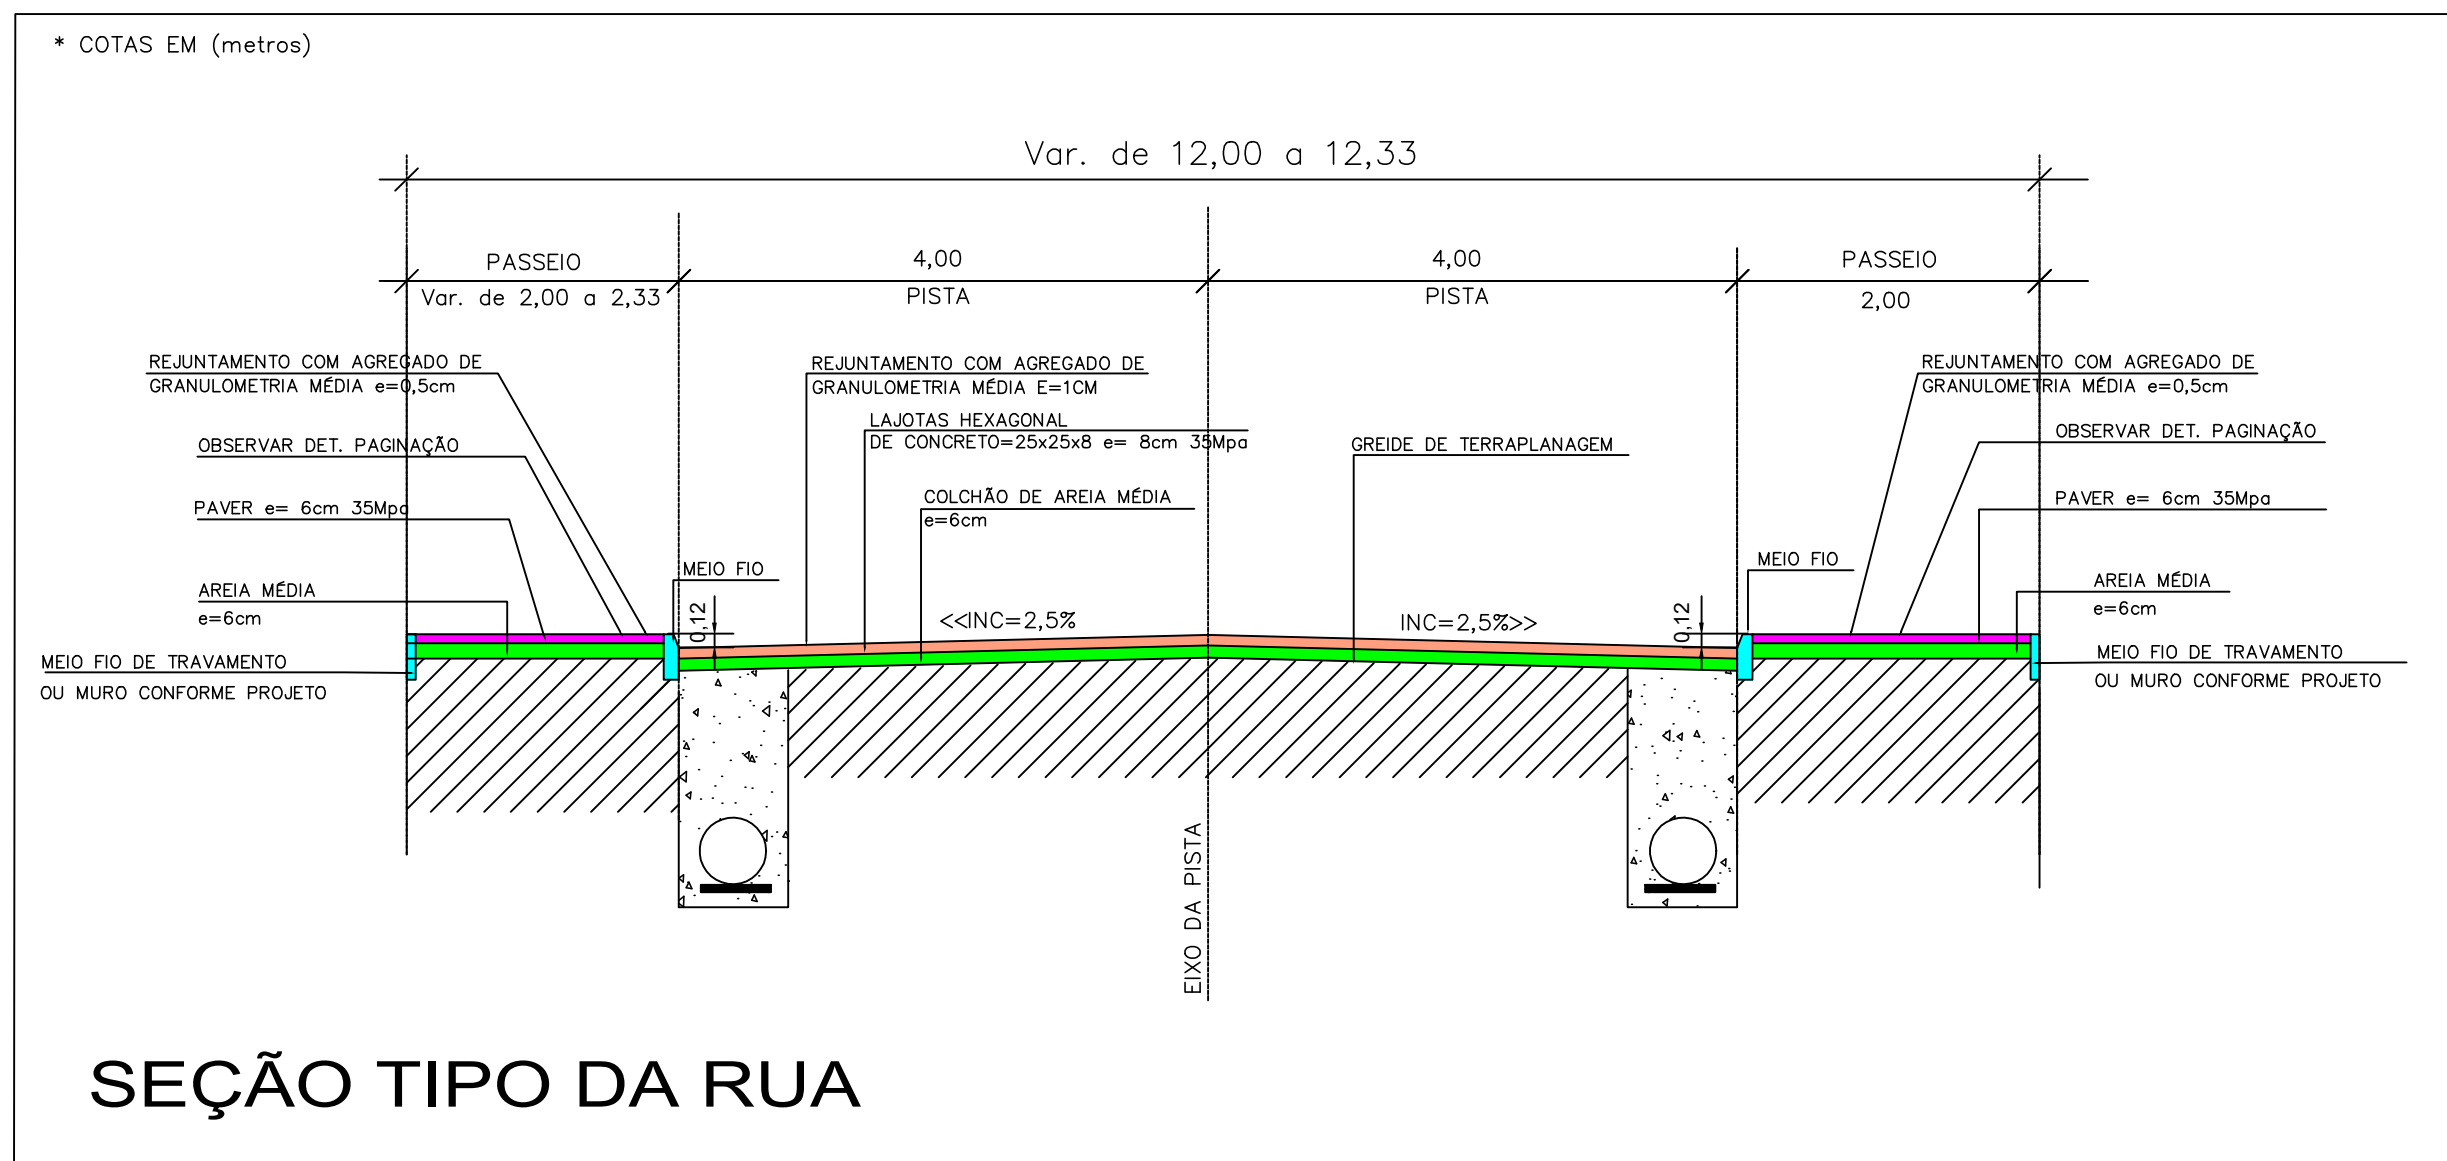 * COTAS EM (metros)
Var. de 12,00 a 12,33
PASSEIO
Var. de 2,00 a 2,33
4,00
PISTA
4,00
PISTA
PASSEIO
2,00
REJUNTAMENTO COM AGREGADO DE
GRANULOMETRIA MÉDIA e=0,5cm
OBSERVAR DET. PAGINAÇÃO
PAVER e= 6cm 35Mpa
AREIA MÉDIA
e=6cm
MEIO FIO DE TRAVAMENTO
OU MURO CONFORME PROJETO
MEIO FIO
0,12
REJUNTAMENTO COM AGREGADO DE
GRANULOMETRIA MÉDIA E=1CM
LAJOTAS HEXAGONAL
DE CONCRETO=25x25x8 e= 8cm 35Mpa
COLCHÃO DE AREIA MÉDIA
e=6cm
<<INC=2,5%
GREIDE DE TERRAPLANAGEM
INC=2,5%>>
EIXO DA PISTA
0,12
MEIO FIO
REJUNTAMENTO COM AGREGADO DE
GRANULOMETRIA MÉDIA e=0,5cm
OBSERVAR DET. PAGINAÇÃO
PAVER e= 6cm 35Mpa
AREIA MÉDIA
e=6cm
MEIO FIO DE TRAVAMENTO
OU MURO CONFORME PROJETO
SEÇÃO TIPO DA RUA